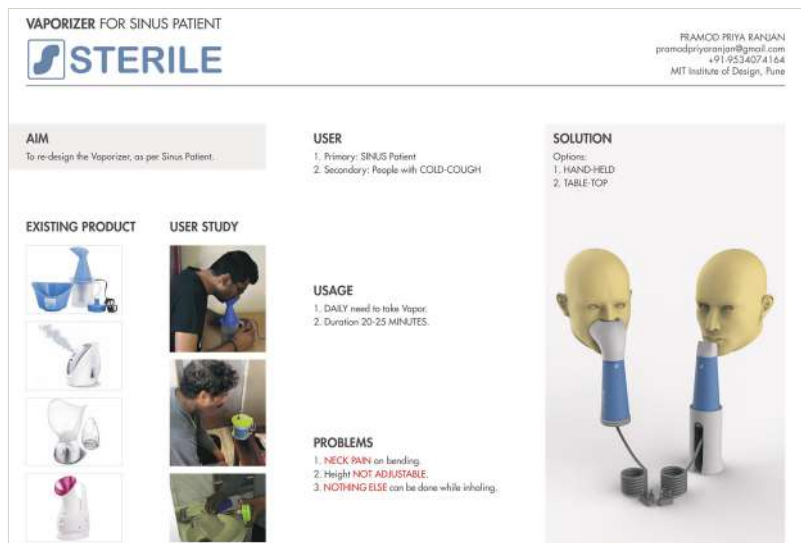 VAPORIZER FOR SINUS PATIENT
STERILE
PRAMOD PRIYA RANJAN
pramodpriyaranjan@gmail.com
+91-9534074164
MIT Institute of Design, Pune
AIM
To re-design the Vaporizer, as per Sinus Patient.
EXISTING PRODUCT
USER STUDY
USER
1. Primary: SINUS Patient
2. Secondary: People with COLD-COUGH
USAGE
1. DAILY need to take Vapor.
2. Duration 20-25 MINUTES.
PROBLEMS
1. NECK PAIN on bending.
2. Height NOT ADJUSTABLE.
3. NOTHING ELSE can be done while inhaling.
SOLUTION
Options:
1. HAND-HELD
2. TABLE-TOP